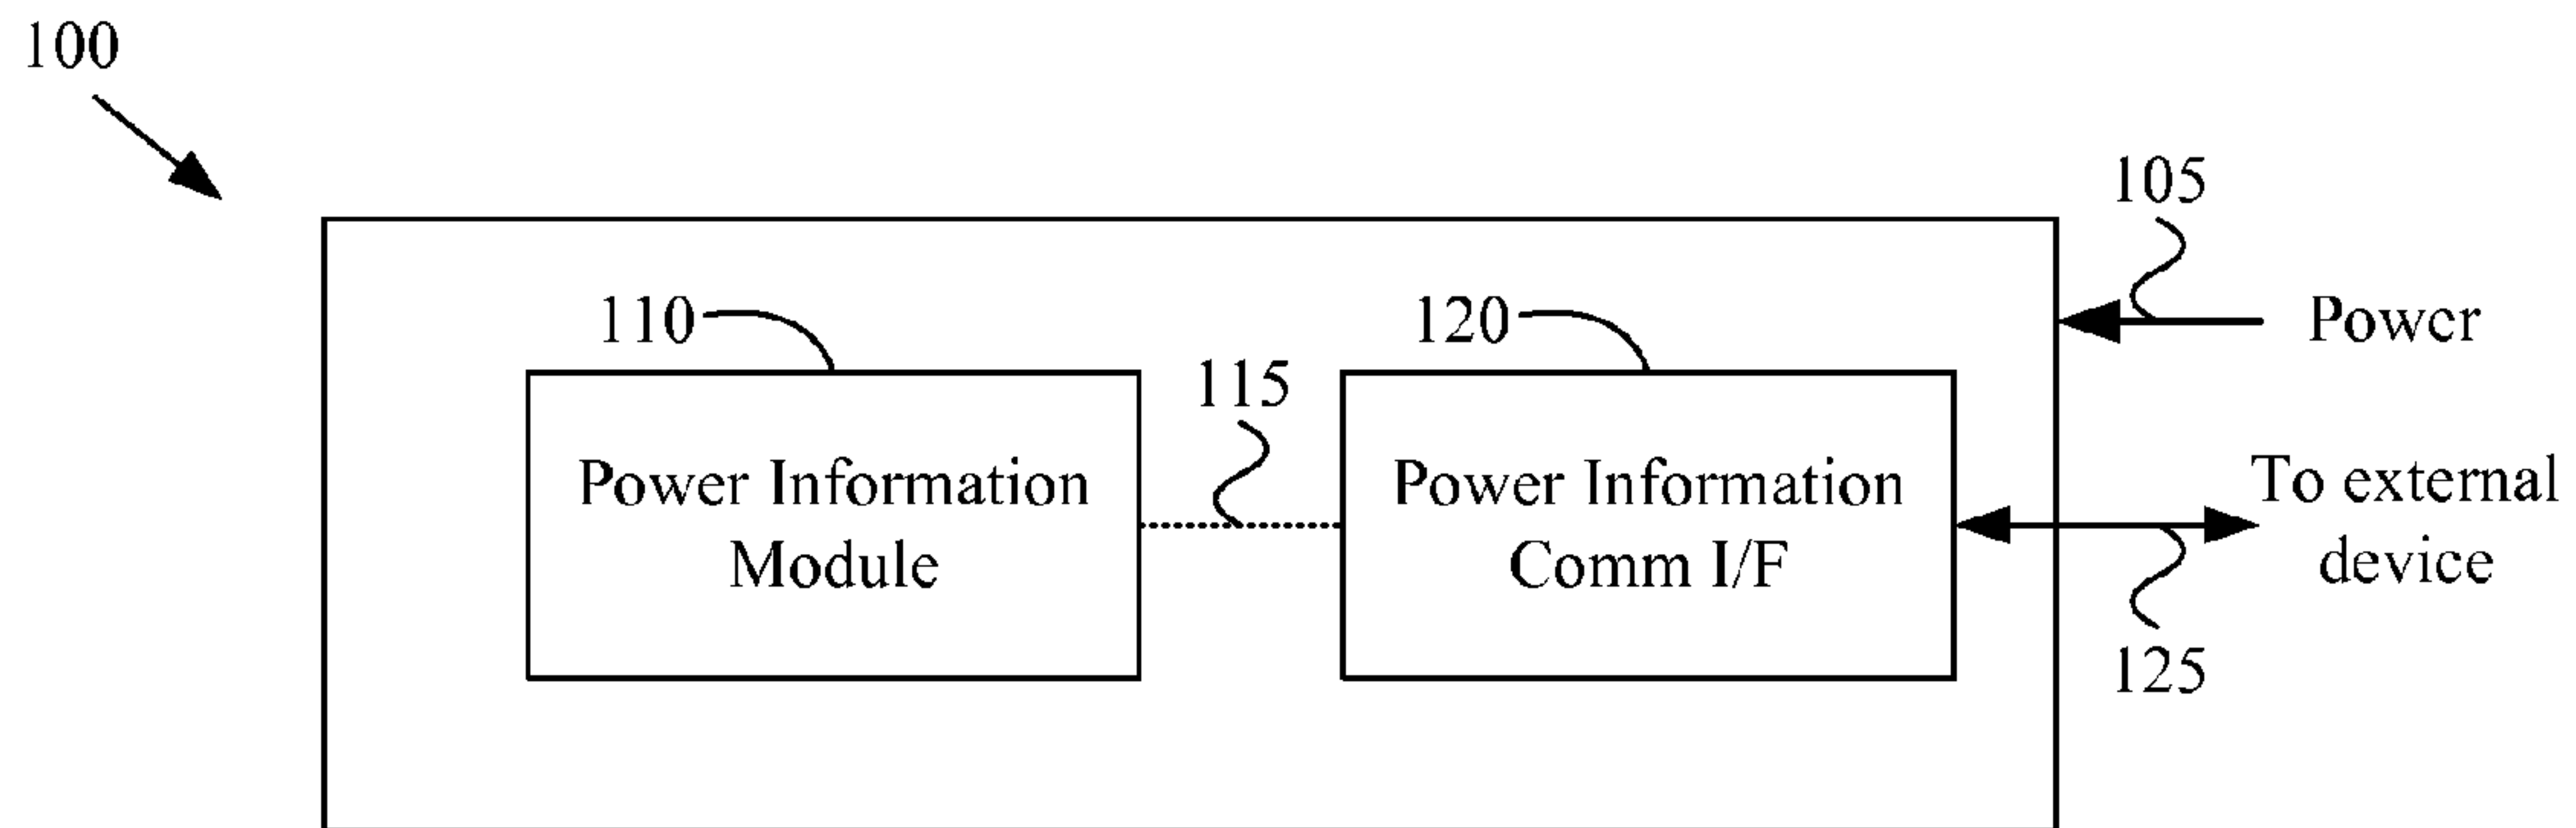 100
105
Power
110
120
115
Power Information
Module
Power Information
Comm I/F
To external
device
125